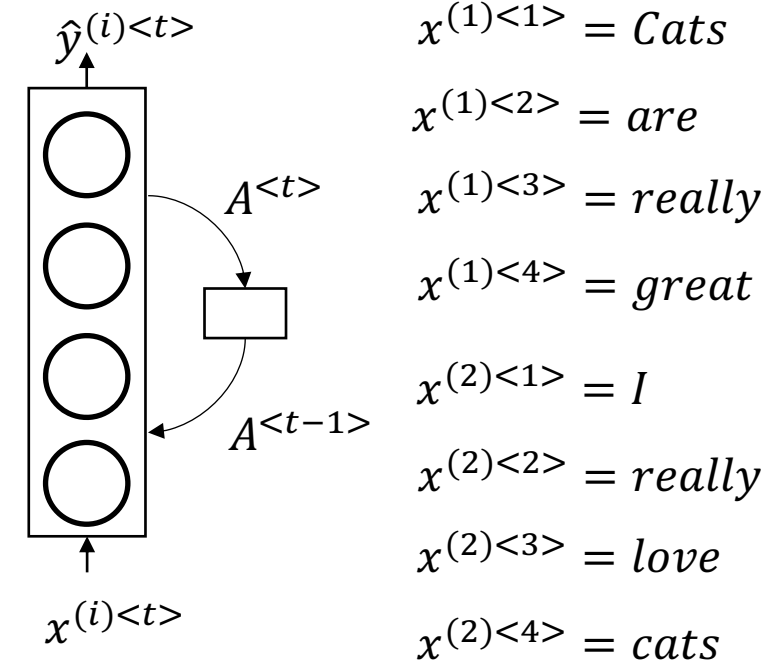 ŷ^(i)<t>
A^<t>
A^<t−1>
x^(i)<t>
x^(1)<1> = Cats
x^(1)<2> = are
x^(1)<3> = really
x^(1)<4> = great
x^(2)<1> = I
x^(2)<2> = really
x^(2)<3> = love
x^(2)<4> = cats